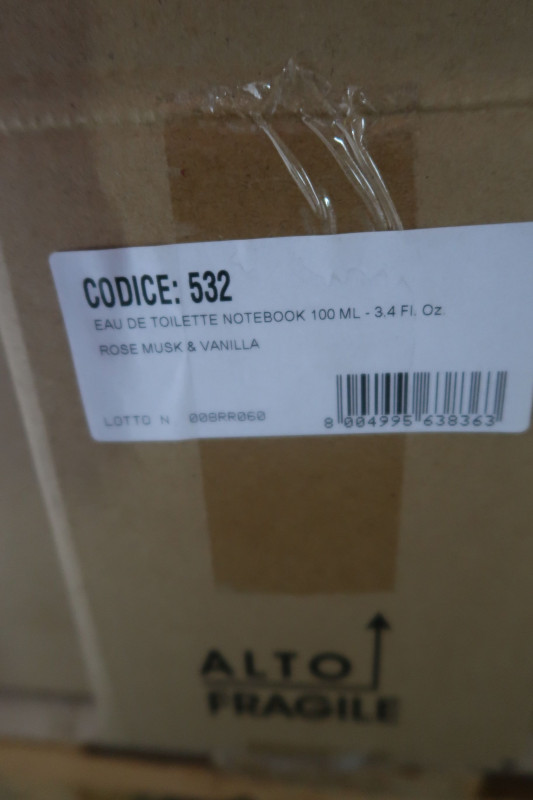 CODICE: 532
EAU DE TOILETTE NOTEBOOK 100 ML - 3.4 Fl. Oz.
ROSE MUSK & VANILLA
LOTTO N 008RR060
8 004995 638363
ALTO
FRAGILE